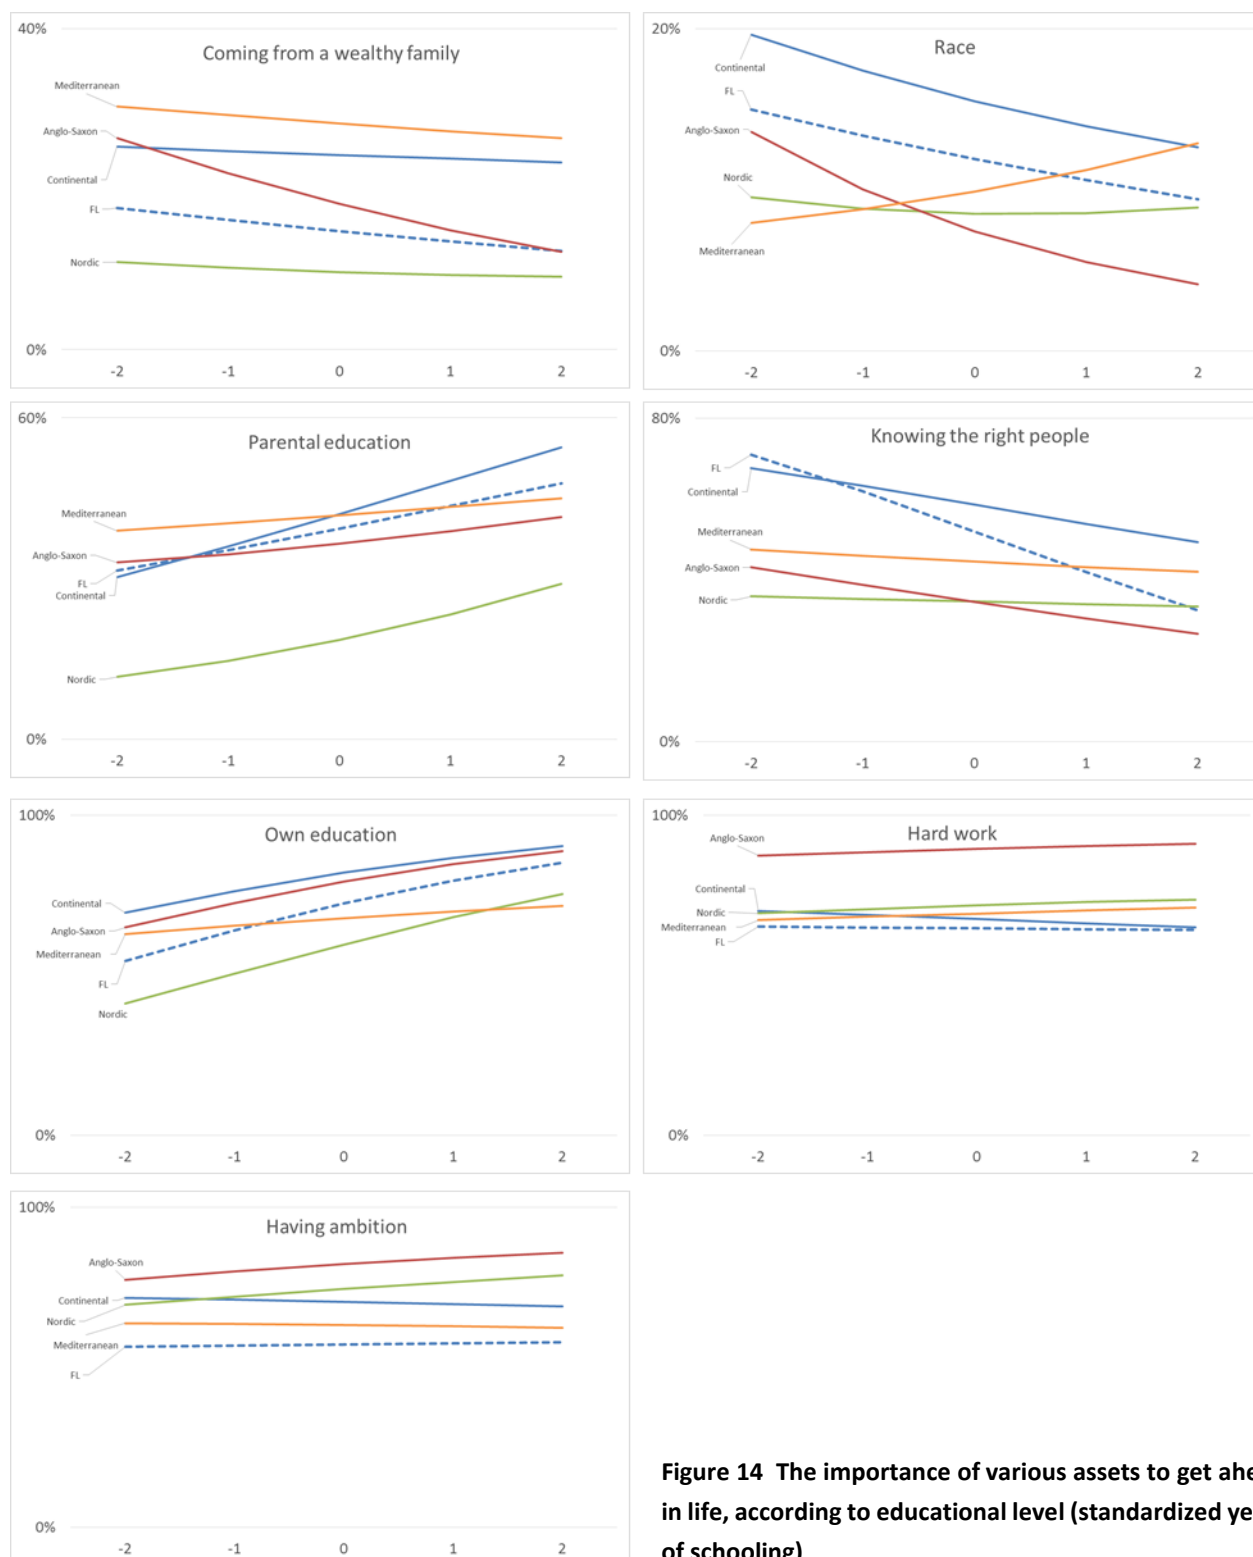 40%
Coming from a wealthy family
Mediterranean
Anglo-Saxon
Continental
FL
Nordic
0%
-2 -1 0 1 2
20%
Race
Continental
FL
Anglo-Saxon
Nordic
Mediterranean
0%
-2 -1 0 1 2
60%
Parental education
Mediterranean
Anglo-Saxon
FL
Continental
Nordic
0%
-2 -1 0 1 2
80%
Knowing the right people
FL
Continental
Mediterranean
Anglo-Saxon
Nordic
0%
-2 -1 0 1 2
100%
Own education
Continental
Anglo-Saxon
Mediterranean
FL
Nordic
0%
-2 -1 0 1 2
100%
Hard work
Anglo-Saxon
Continental
Nordic
Mediterranean
FL
0%
-2 -1 0 1 2
100%
Having ambition
Anglo-Saxon
Continental
Nordic
Mediterranean
FL
0%
-2 -1 0 1 2
Figure 14 The importance of various assets to get
in life, according to educational level (standardized
of schooling)